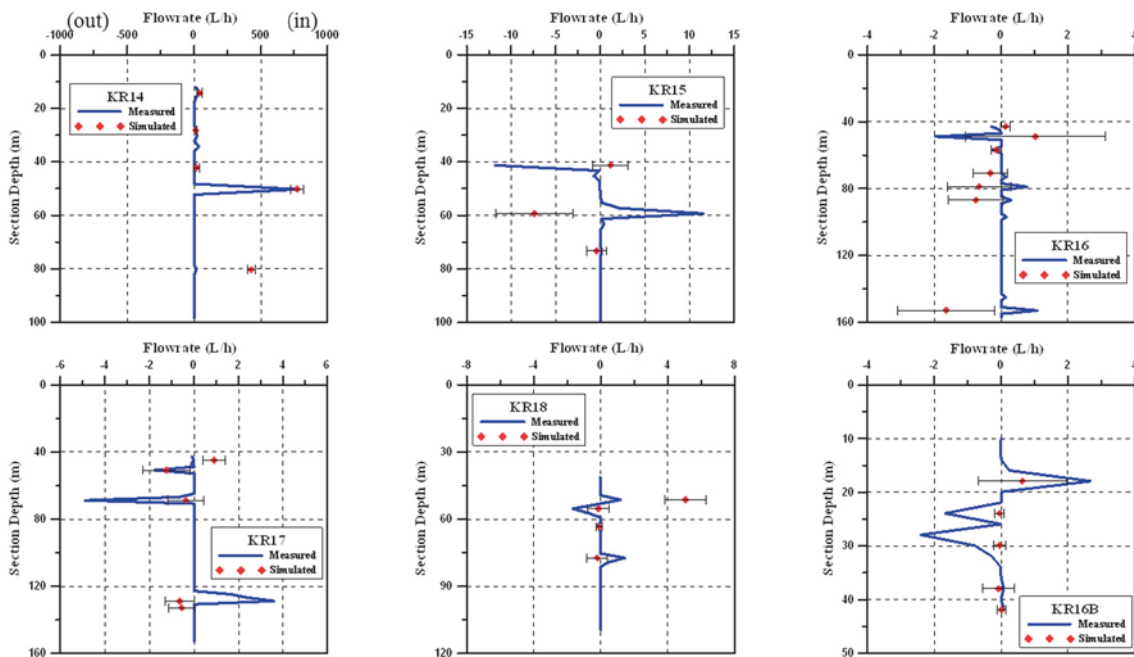 Flowrate (L/h) Flowrate (L/h) Flowrate (L/h)
(out) (in)
-1000 -500 0 500 1000 -15 -10 -5 0 5 10 15 -4 -2 0 2 4
Section Depth (m)
0
20
40
60
80
100
KR14
Measured
Simulated
Section Depth (m)
0
20
40
60
80
100
KR15
Measured
Simulated
Section Depth (m)
0
40
80
120
160
KR16
Measured
Simulated
Flowrate (L/h) Flowrate (L/h) Flowrate (L/h)
-6 -4 -2 0 2 4 6 -8 -4 0 4 8 -4 -2 0 2 4
Section Depth (m)
0
40
80
120
160
KR17
Measured
Simulated
Section Depth (m)
0
30
60
90
120
KR18
Measured
Simulated
Section Depth (m)
0
10
20
30
40
50
KR16B
Measured
Simulated